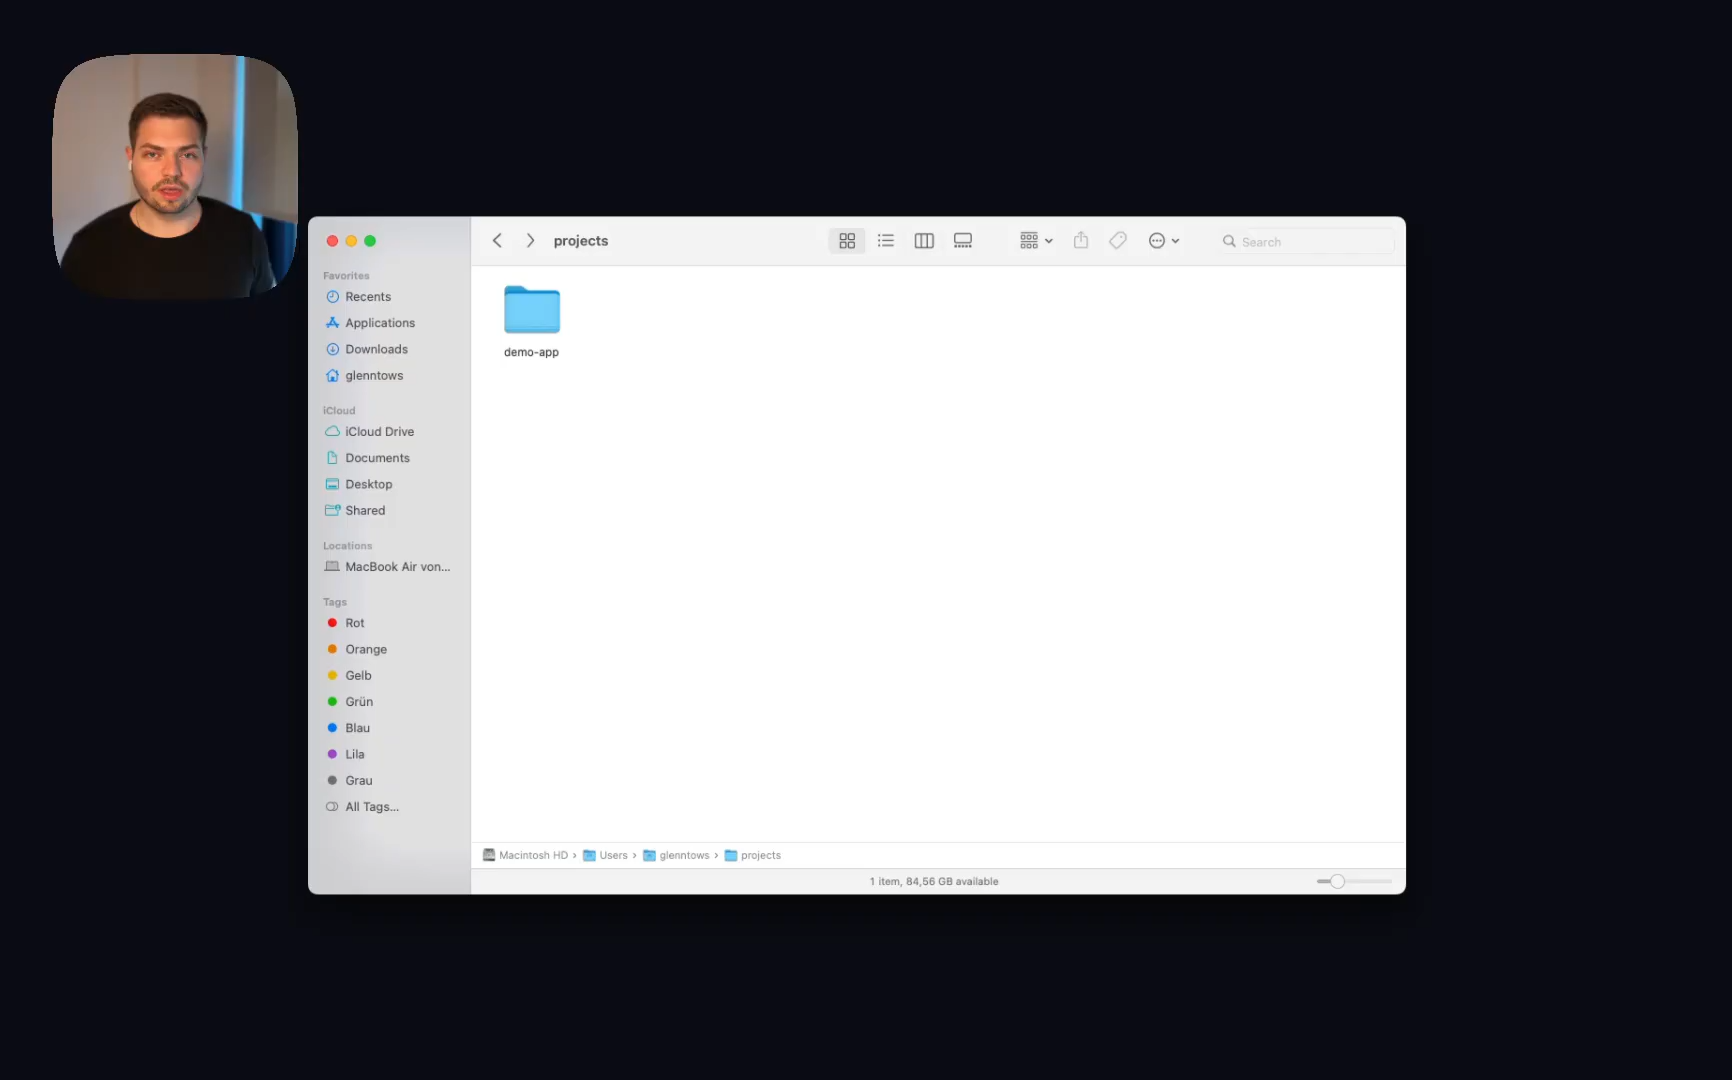 projects
Search
Favorites
Recents
Applications
Downloads
glenntows
iCloud
iCloud Drive
Documents
Desktop
Shared
Locations
MacBook Air von...
Tags
Rot
Orange
Gelb
Grün
Blau
Lila
Grau
All Tags...
demo-app
Macintosh HD › Users › glenntows › projects
1 item, 84,56 GB available